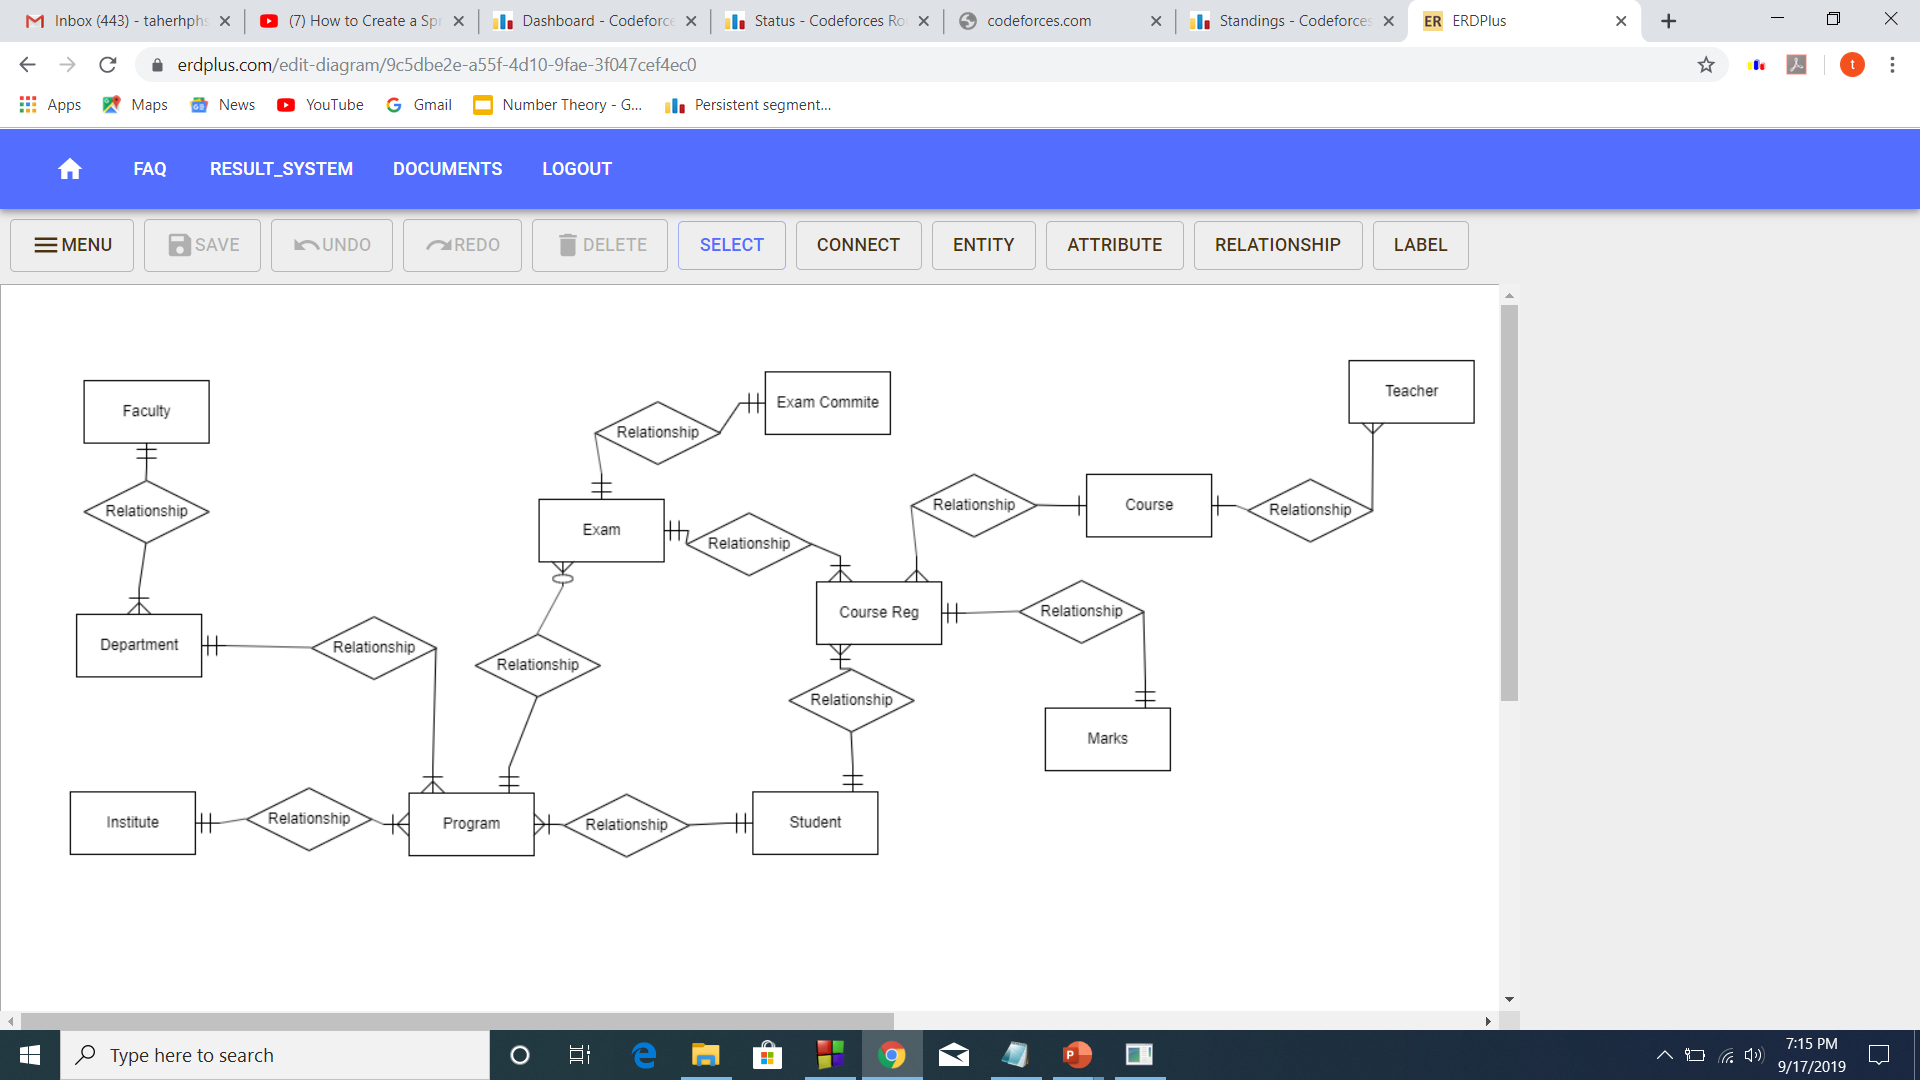 Inbox (443) - taherhphs
(7) How to Create a Spr
Dashboard - Codeforce
Status - Codeforces Ro
codeforces.com
Standings - Codeforces
ER ERDPlus
erdplus.com/edit-diagram/9c5dbe2e-a55f-4d10-9fae-3f047cef4ec0
t
Apps
Maps
News
YouTube
Gmail
Number Theory - G...
Persistent segment...
FAQ
RESULT_SYSTEM
DOCUMENTS
LOGOUT
MENU
SAVE
UNDO
REDO
DELETE
SELECT
CONNECT
ENTITY
ATTRIBUTE
RELATIONSHIP
LABEL
Teacher
Exam Commite
Faculty
Relationship
Relationship
Course
Relationship
Relationship
Relationship
Exam
Relationship
Course Reg
Relationship
Department
Relationship
Relationship
Relationship
Marks
Institute
Relationship
Program
Relationship
Student
Type here to search
7:15 PM
9/17/2019